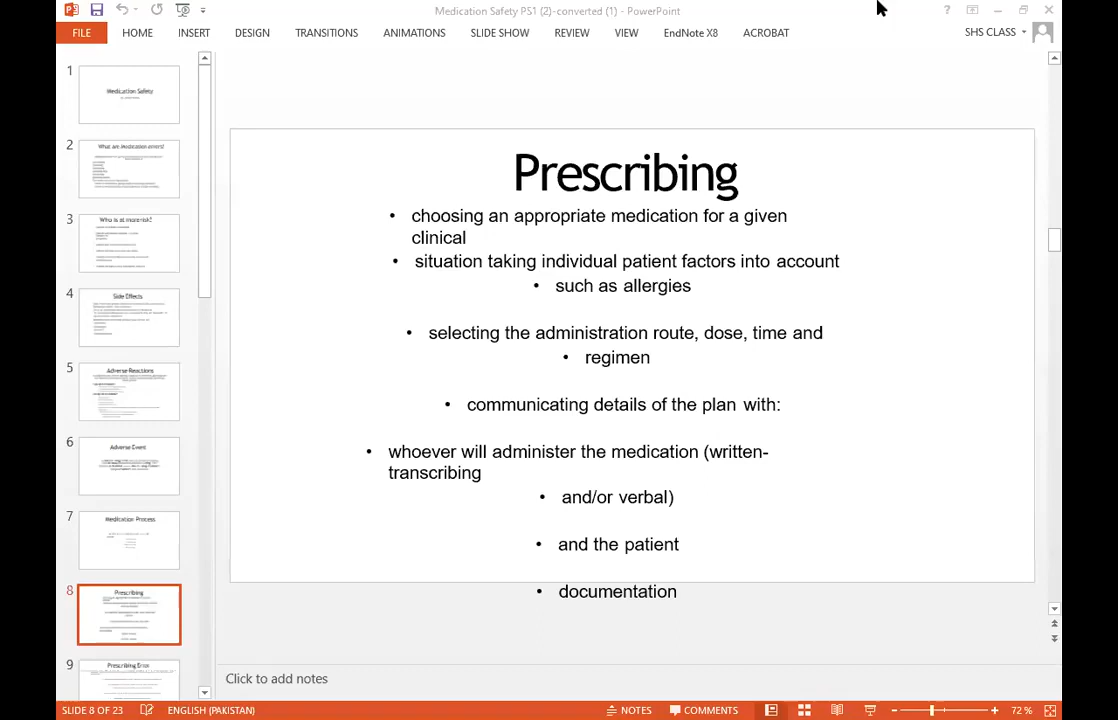 Medication Safety PS1 (2)-converted (1) - PowerPoint
?
FILE HOME INSERT DESIGN TRANSITIONS ANIMATIONS SLIDE SHOW REVIEW VIEW EndNote X8 ACROBAT SHS CLASS
1
Medication Safety
2
What are medication errors?
3
Who is at more risk?
4
Side Effects
5
Adverse Reactions
6
Adverse Event
7
Medication Process
8
Prescribing
9
Prescribing Error
Prescribing
• choosing an appropriate medication for a given
clinical
• situation taking individual patient factors into account
• such as allergies
• selecting the administration route, dose, time and
• regimen
• communicating details of the plan with:
• whoever will administer the medication (written-
transcribing
• and/or verbal)
• and the patient
• documentation
Click to add notes
SLIDE 8 OF 23 ENGLISH (PAKISTAN) NOTES COMMENTS 72 %